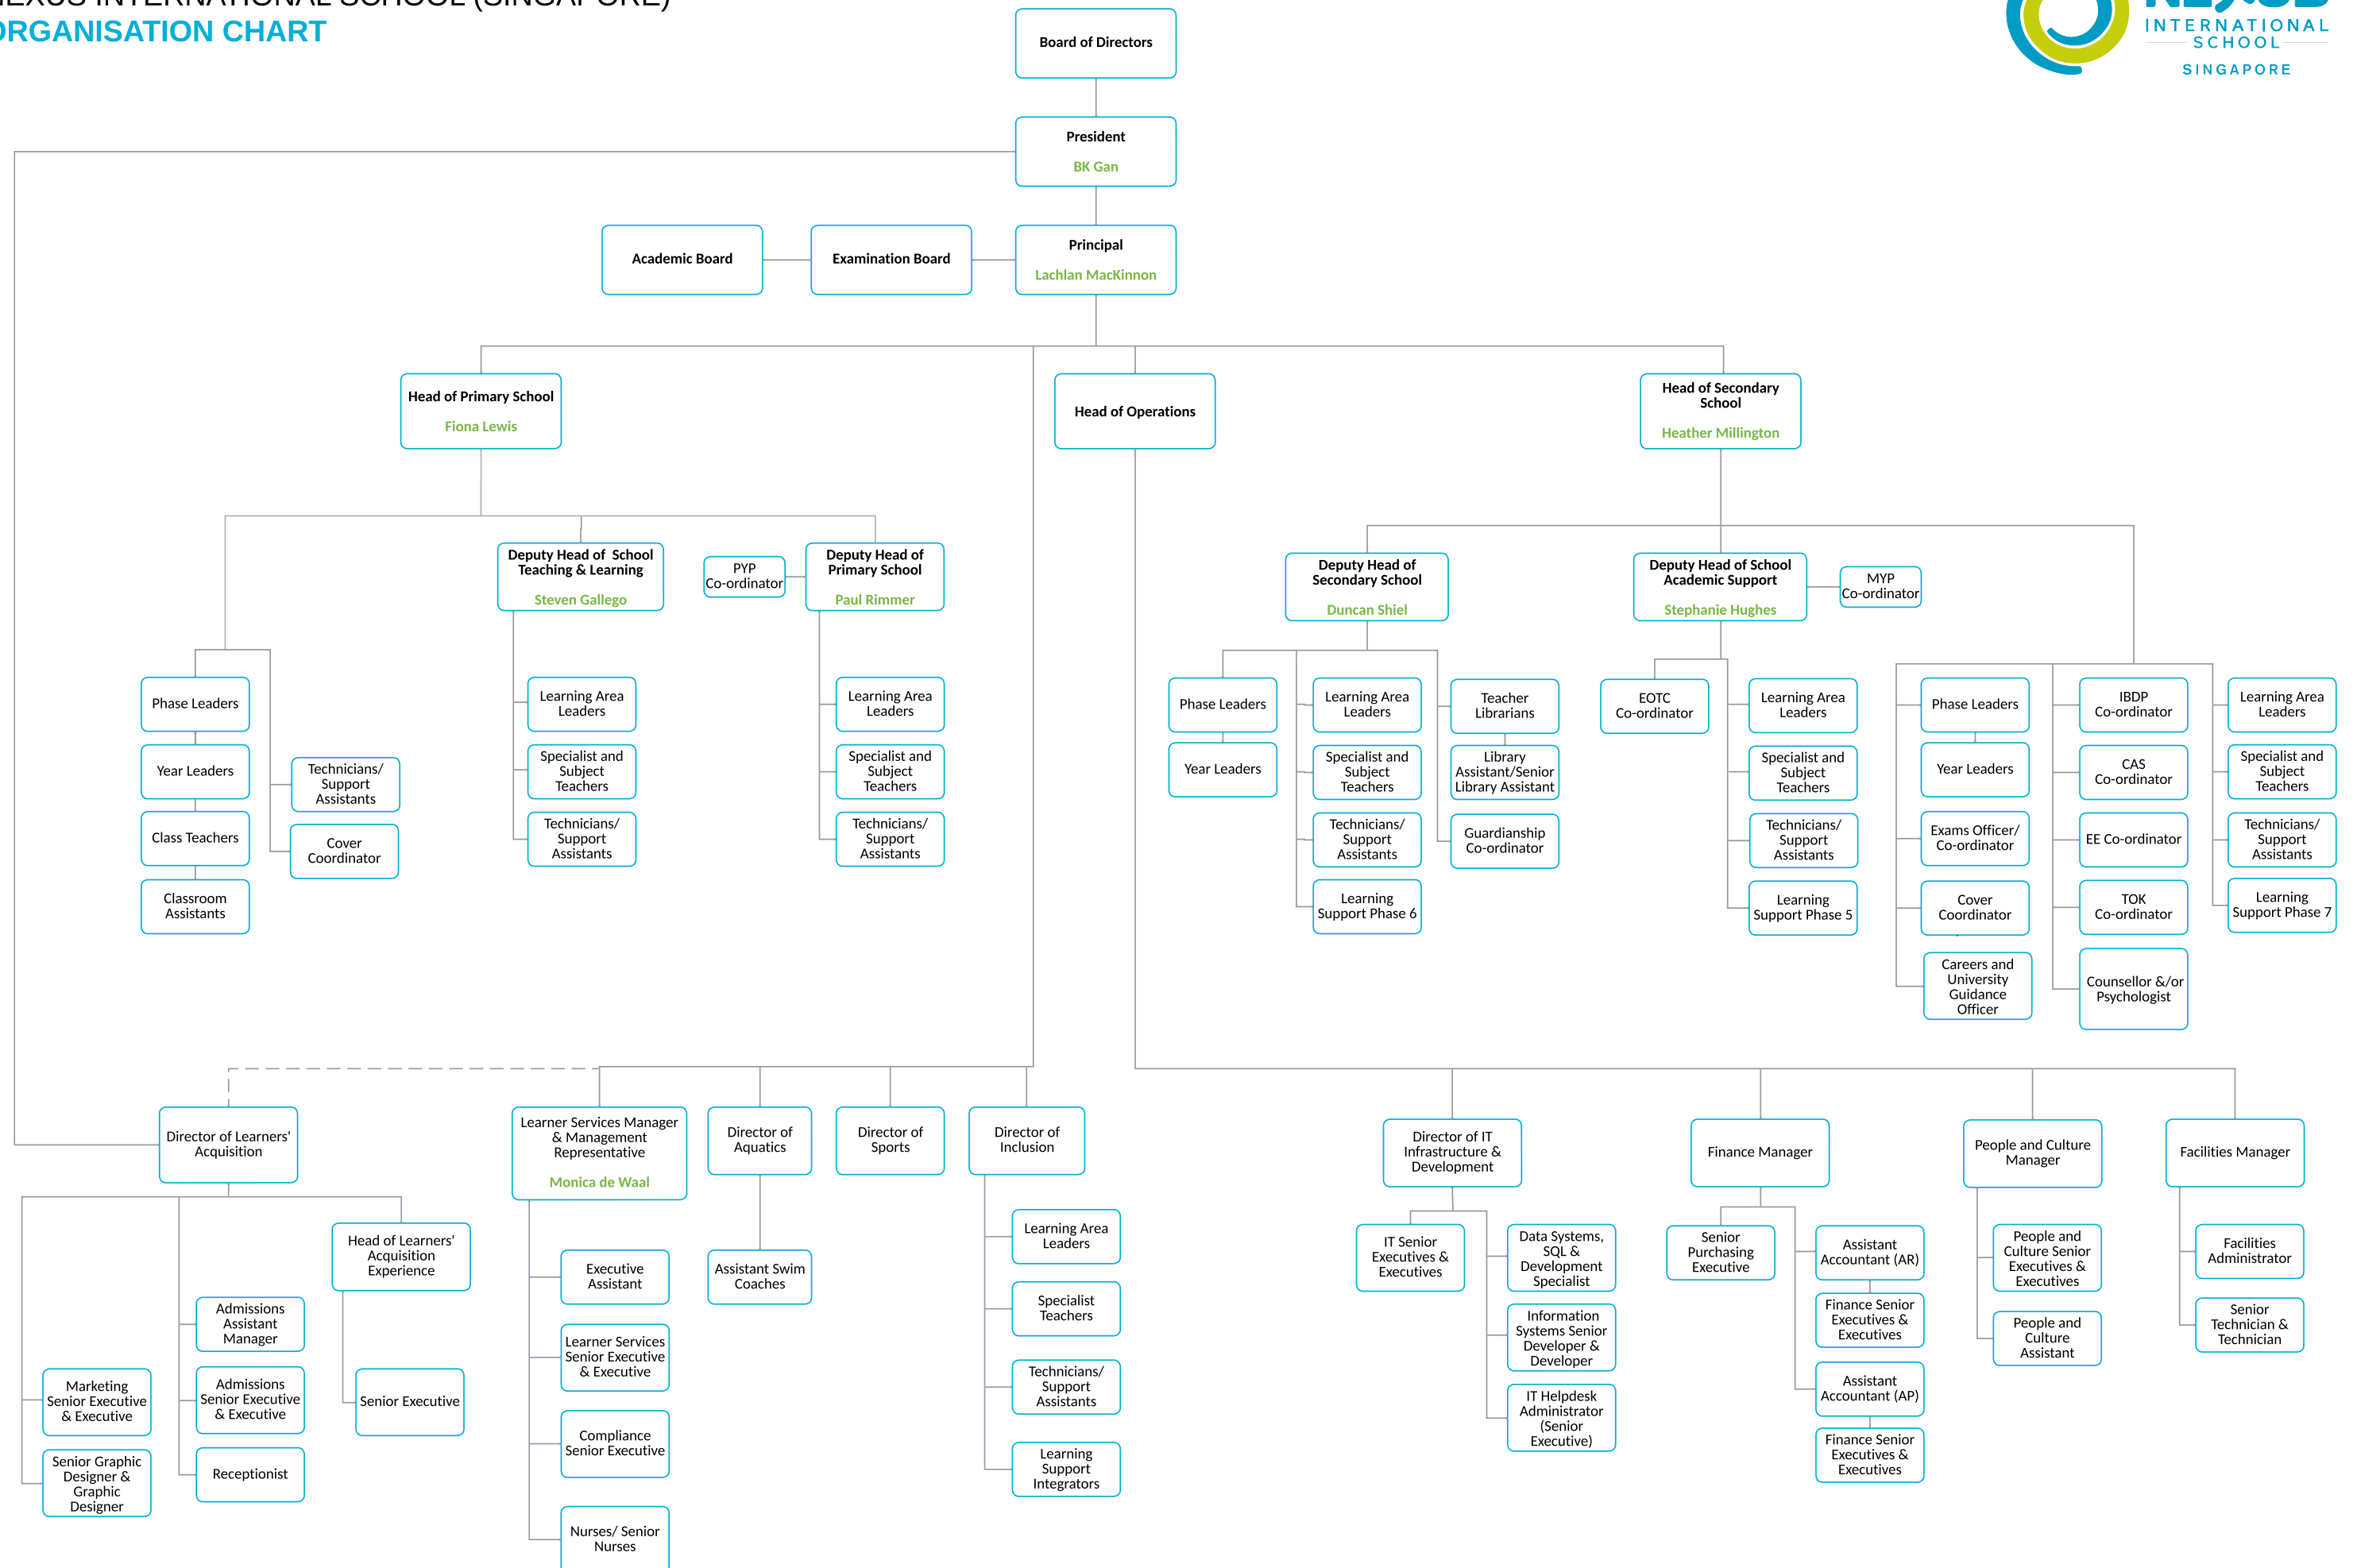 NEXUS INTERNATIONAL SCHOOL (SINGAPORE)
ORGANISATION CHART
NEXUS
INTERNATIONAL
SCHOOL
SINGAPORE
Board of Directors
President
BK Gan
Academic Board
Examination Board
Principal
Lachlan MacKinnon
Head of Primary School
Fiona Lewis
Head of Operations
Head of Secondary
School
Heather Millington
Deputy Head of  School
Teaching & Learning
Steven Gallego
PYP
Co-ordinator
Deputy Head of
Primary School
Paul Rimmer
Deputy Head of
Secondary School
Duncan Shiel
Deputy Head of School
Academic Support
Stephanie Hughes
MYP
Co-ordinator
Phase Leaders
Year Leaders
Class Teachers
Classroom
Assistants
Technicians/
Support
Assistants
Cover
Coordinator
Learning Area
Leaders
Specialist and
Subject
Teachers
Technicians/
Support
Assistants
Learning Area
Leaders
Specialist and
Subject
Teachers
Technicians/
Support
Assistants
Phase Leaders
Year Leaders
Learning Area
Leaders
Specialist and
Subject
Teachers
Technicians/
Support
Assistants
Learning
Support Phase 6
Teacher
Librarians
Library
Assistant/Senior
Library Assistant
Guardianship
Co-ordinator
EOTC
Co-ordinator
Learning Area
Leaders
Specialist and
Subject
Teachers
Technicians/
Support
Assistants
Learning
Support Phase 5
Phase Leaders
Year Leaders
Exams Officer/
Co-ordinator
Cover
Coordinator
Careers and
University
Guidance
Officer
IBDP
Co-ordinator
CAS
Co-ordinator
EE Co-ordinator
TOK
Co-ordinator
Counsellor &/or
Psychologist
Learning Area
Leaders
Specialist and
Subject
Teachers
Technicians/
Support
Assistants
Learning
Support Phase 7
Director of Learners'
Acquisition
Marketing
Senior Executive
& Executive
Senior Graphic
Designer &
Graphic
Designer
Admissions
Assistant
Manager
Admissions
Senior Executive
& Executive
Receptionist
Head of Learners'
Acquisition
Experience
Senior Executive
Learner Services Manager
& Management
Representative
Monica de Waal
Executive
Assistant
Learner Services
Senior Executive
& Executive
Compliance
Senior Executive
Nurses/ Senior
Nurses
Director of
Aquatics
Assistant Swim
Coaches
Director of
Sports
Director of
Inclusion
Learning Area
Leaders
Specialist
Teachers
Technicians/
Support
Assistants
Learning
Support
Integrators
Director of IT
Infrastructure &
Development
IT Senior
Executives &
Executives
Data Systems,
SQL &
Development
Specialist
Information
Systems Senior
Developer &
Developer
IT Helpdesk
Administrator
(Senior
Executive)
Finance Manager
Senior
Purchasing
Executive
Assistant
Accountant (AR)
Finance Senior
Executives &
Executives
Assistant
Accountant (AP)
Finance Senior
Executives &
Executives
People and Culture
Manager
People and
Culture Senior
Executives &
Executives
People and
Culture
Assistant
Facilities Manager
Facilities
Administrator
Senior
Technician &
Technician